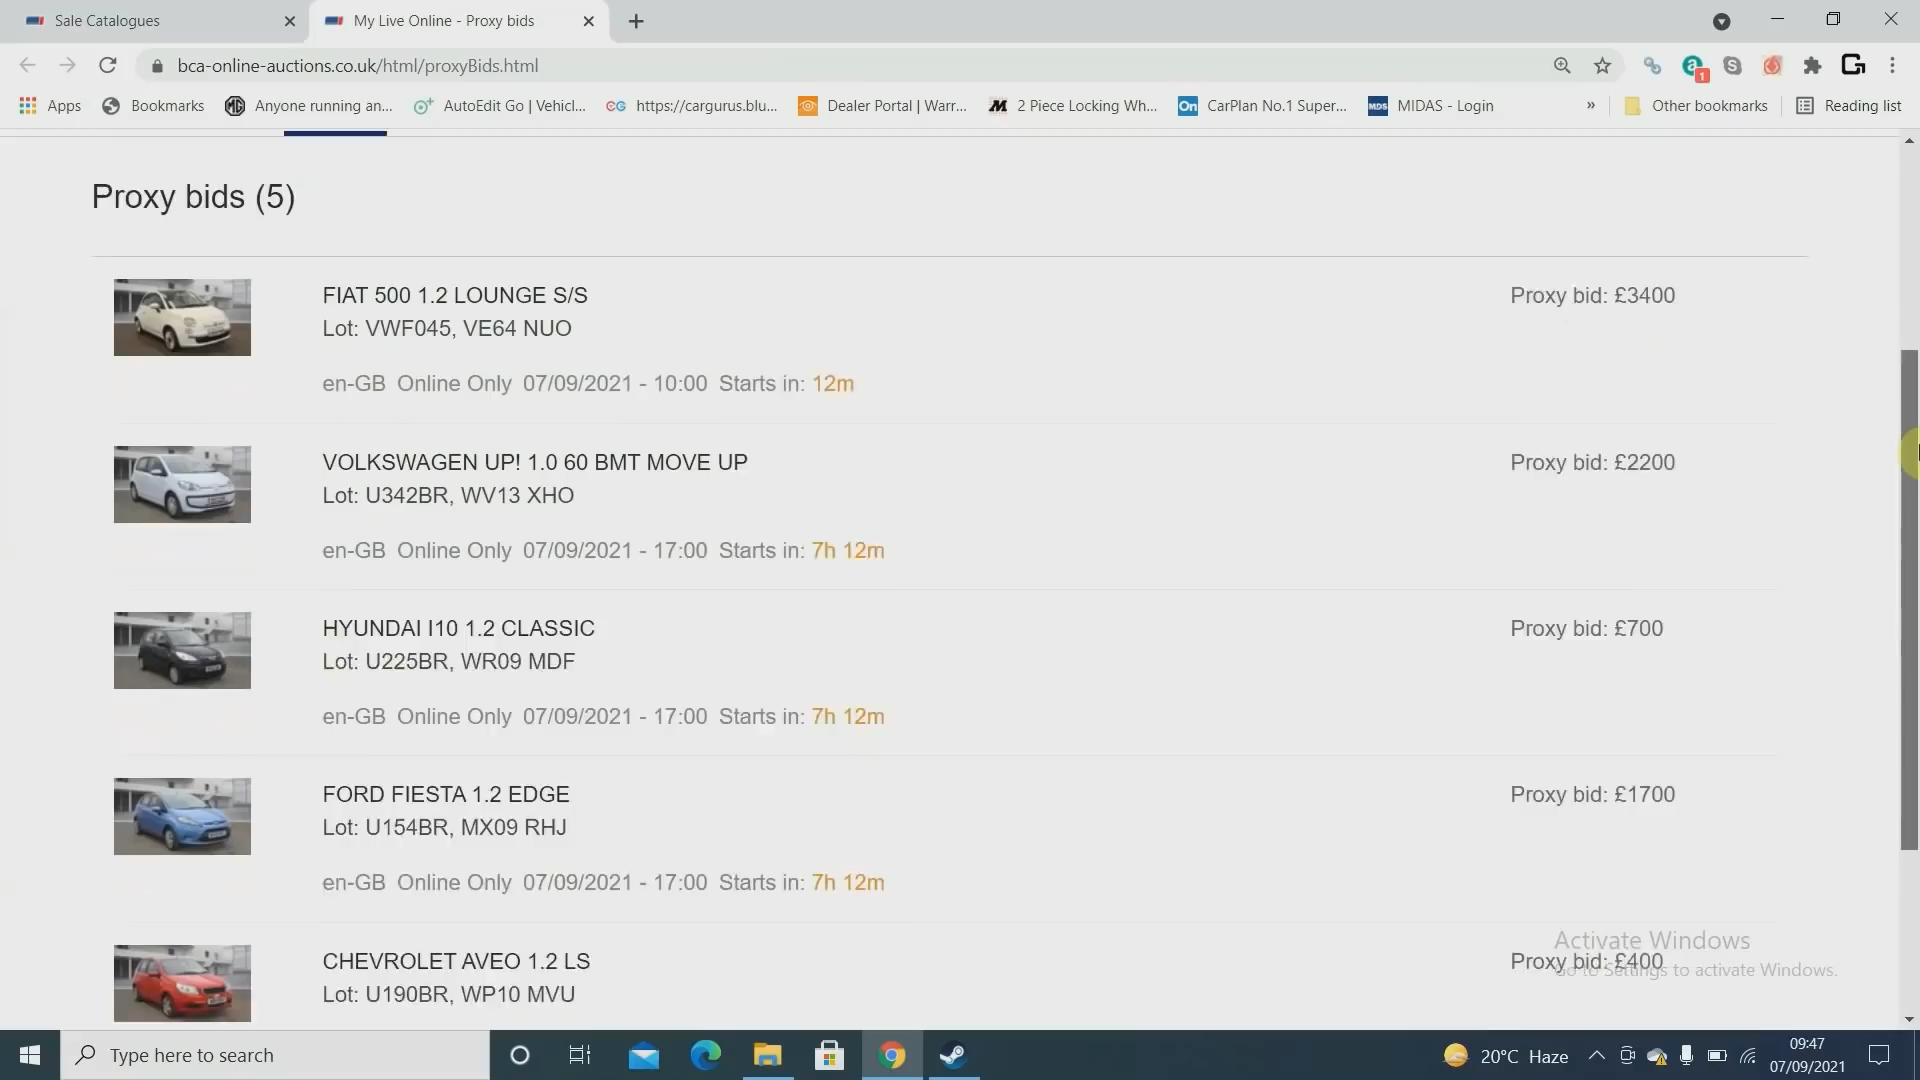 Sale Catalogues
My Live Online - Proxy bids
bca-online-auctions.co.uk/html/proxyBids.html
1
Apps
Bookmarks
Anyone running an...
AutoEdit Go | Vehicl...
https://cargurus.blu...
Dealer Portal | Warr...
2 Piece Locking Wh...
On
CarPlan No.1 Super...
MDS
MIDAS - Login
»
Other bookmarks
Reading list
Proxy bids (5)
FIAT 500 1.2 LOUNGE S/S
Proxy bid: £3400
Lot: VWF045, VE64 NUO
en-GB Online Only 07/09/2021 - 10:00 Starts in: 12m
VOLKSWAGEN UP! 1.0 60 BMT MOVE UP
Proxy bid: £2200
Lot: U342BR, WV13 XHO
en-GB Online Only 07/09/2021 - 17:00 Starts in: 7h 12m
HYUNDAI I10 1.2 CLASSIC
Proxy bid: £700
Lot: U225BR, WR09 MDF
en-GB Online Only 07/09/2021 - 17:00 Starts in: 7h 12m
FORD FIESTA 1.2 EDGE
Proxy bid: £1700
Lot: U154BR, MX09 RHJ
en-GB Online Only 07/09/2021 - 17:00 Starts in: 7h 12m
CHEVROLET AVEO 1.2 LS
Proxy bid: £400
Lot: U190BR, WP10 MVU
Activate Windows
Go to Settings to activate Windows.
Type here to search
20°C Haze
09:47
07/09/2021